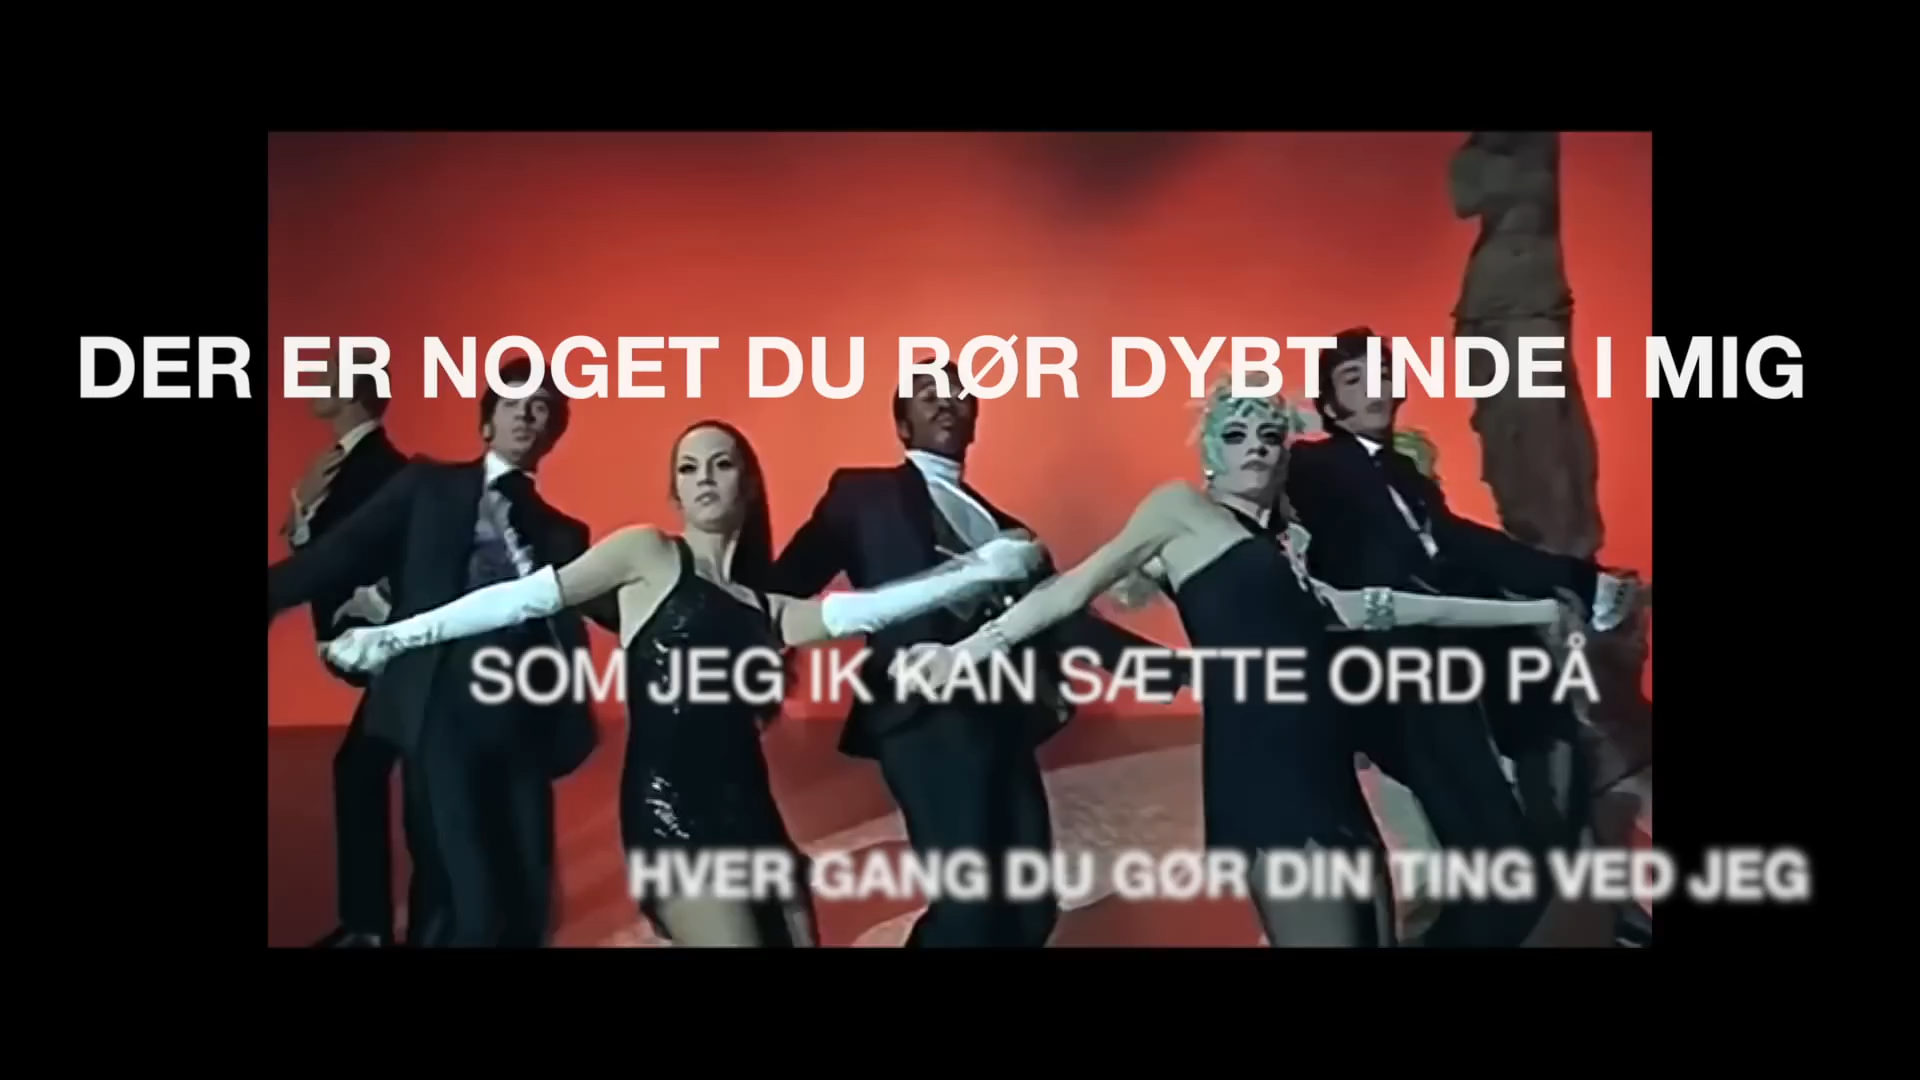 DER ER NOGET DU RØR DYBT INDE I MIG
SOM JEG IK KAN SÆTTE ORD PÅ
HVER GANG DU GØR DIN TING VED JEG